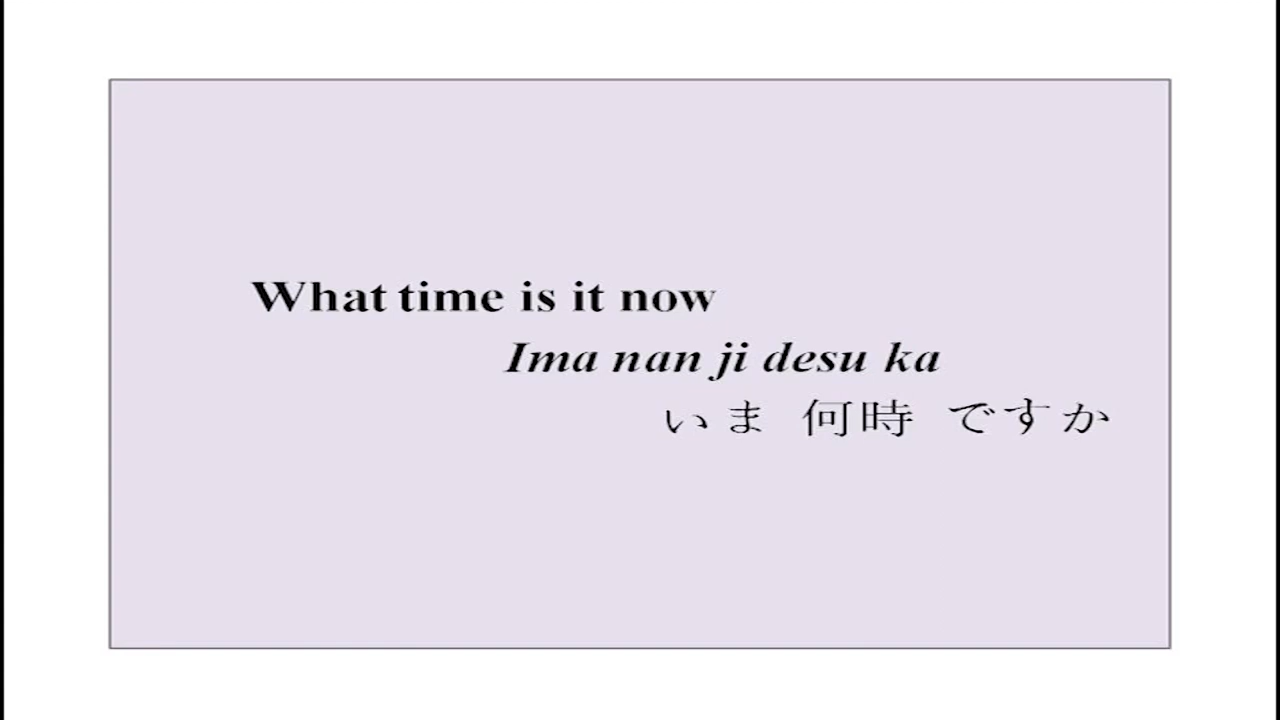 What time is it now
Ima nan ji desu ka
いま 何時 ですか